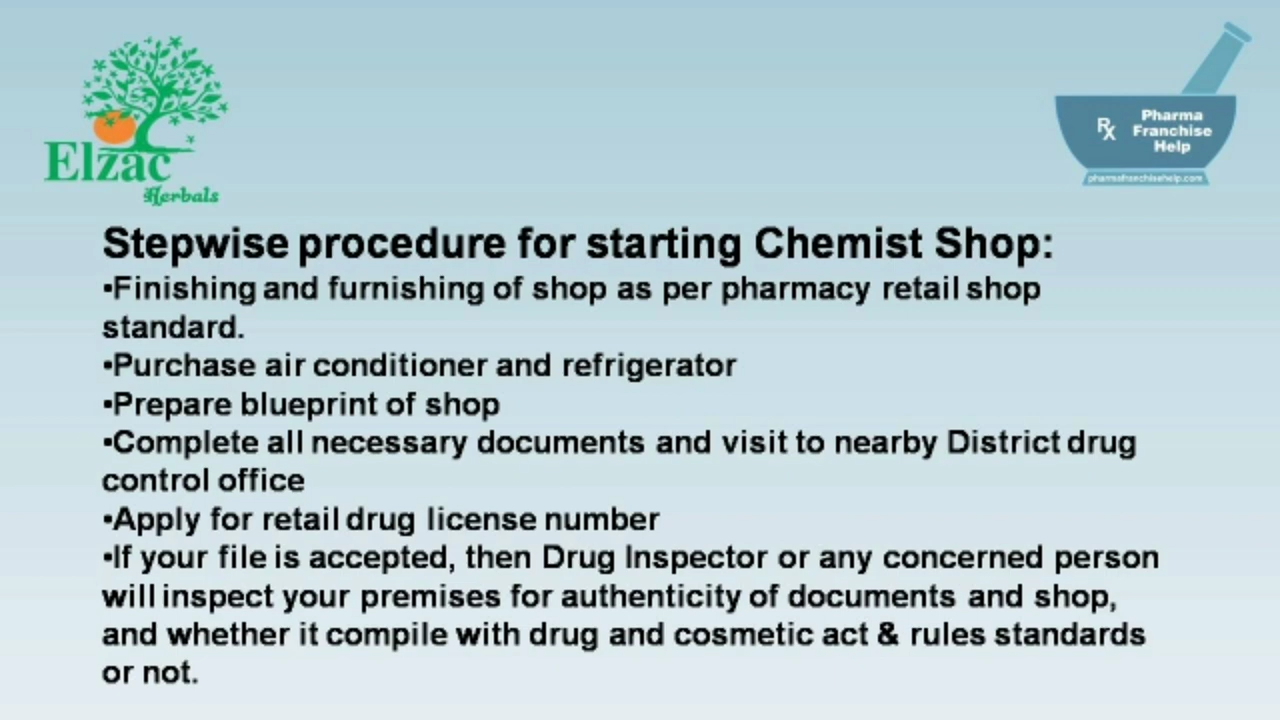 Elzac
Herbals
Rx
Pharma
Franchise
Help
pharmafranchisehelp.com
Stepwise procedure for starting Chemist Shop:
▪Finishing and furnishing of shop as per pharmacy retail shop
standard.
▪Purchase air conditioner and refrigerator
▪Prepare blueprint of shop
▪Complete all necessary documents and visit to nearby District drug
control office
▪Apply for retail drug license number
▪If your file is accepted, then Drug Inspector or any concerned person
will inspect your premises for authenticity of documents and shop,
and whether it compile with drug and cosmetic act & rules standards
or not.